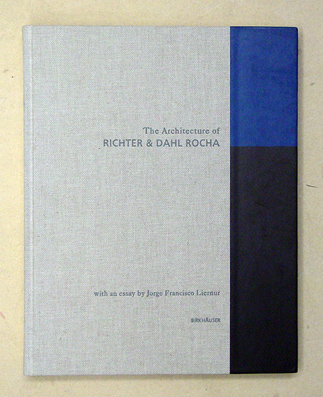 The Architecture of
RICHTER & DAHL ROCHA
with an essay by Jorge Francisco Liernur
BIRKHÄUSER